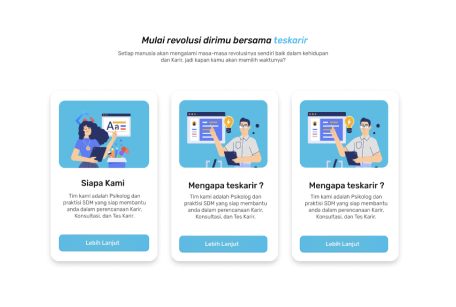 Mulai revolusi dirimu bersama teskarir
Setiap manusia akan mengalami masa-masa revolusinya sendiri baik dalam kehidupan
dan Karir, jadi kapan kamu akan memilih waktunya?
Aa
Siapa Kami
Tim kami adalah Psikolog dan
praktisi SDM yang siap membantu
anda dalam perencanaan Karir,
Konsultasi, dan Tes Karir.
Lebih Lanjut
Mengapa teskarir ?
Tim kami adalah Psikolog dan
praktisi SDM yang siap membantu
anda dalam perencanaan Karir,
Konsultasi, dan Tes Karir.
Lebih Lanjut
Mengapa teskarir ?
Tim kami adalah Psikolog dan
praktisi SDM yang siap membantu
anda dalam perencanaan Karir,
Konsultasi, dan Tes Karir.
Lebih Lanjut